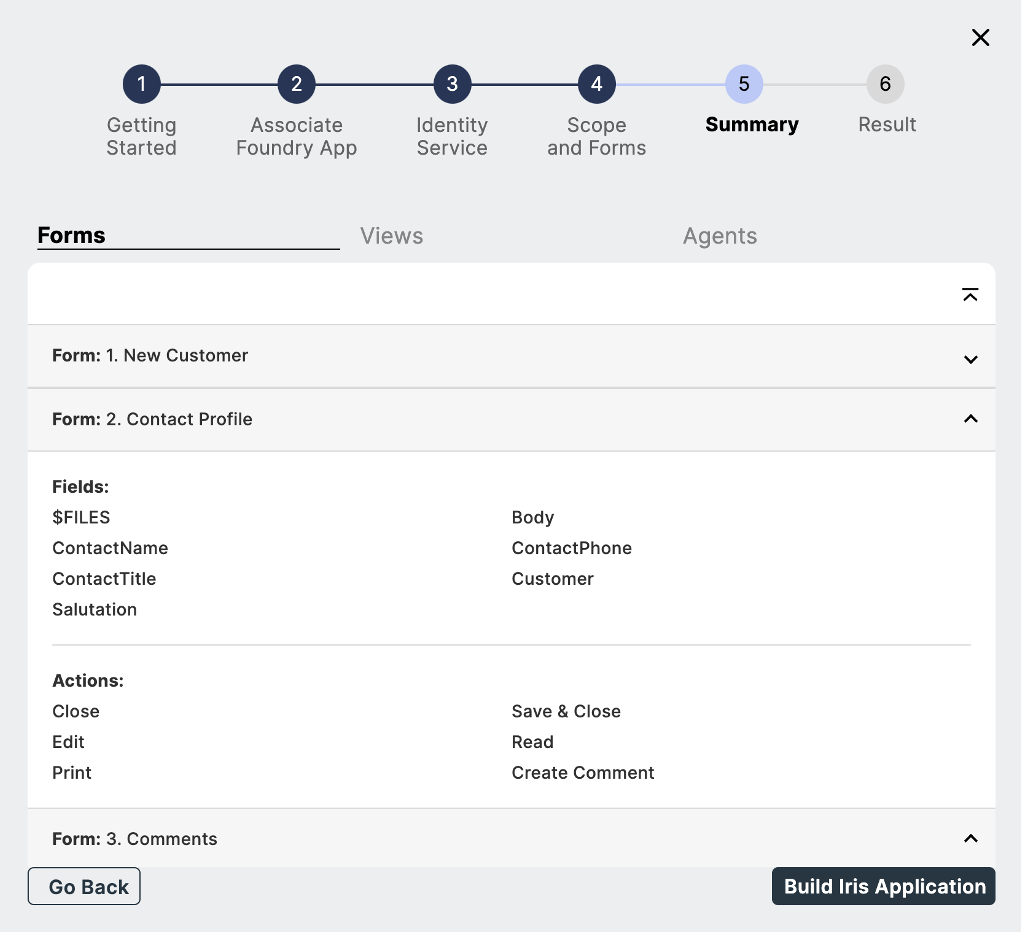 1 2 3 4 5 6
Getting Started
Associate Foundry App
Identity Service
Scope and Forms
Summary
Result
Forms Views Agents
Form: 1. New Customer
Form: 2. Contact Profile
Fields:
$FILES Body
ContactName ContactPhone
ContactTitle Customer
Salutation
Actions:
Close Save & Close
Edit Read
Print Create Comment
Form: 3. Comments
Go Back Build Iris Application